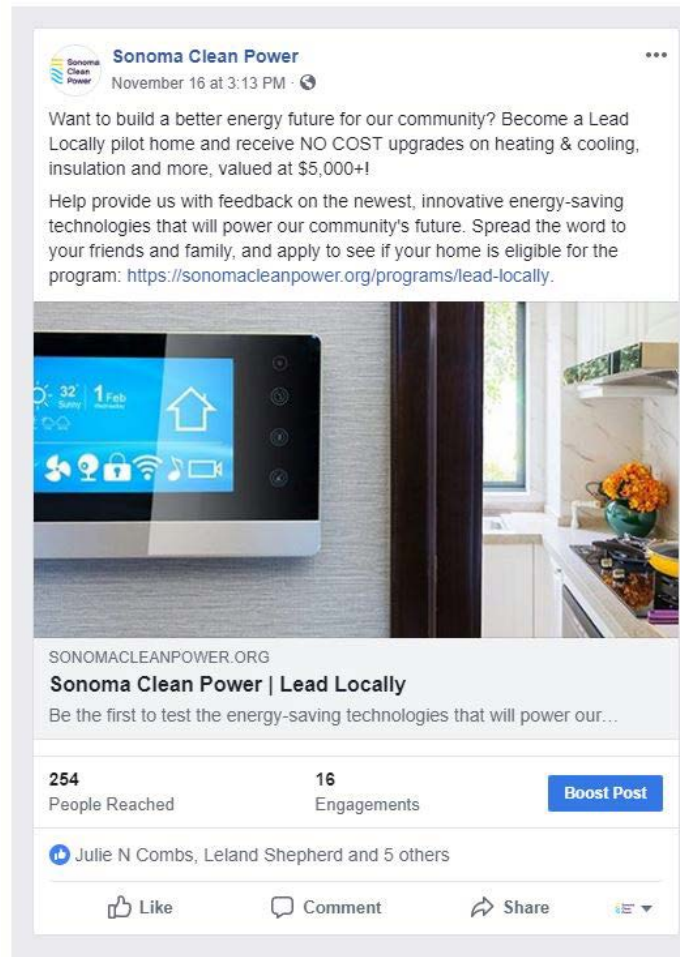 Sonoma
Clean
Power
Sonoma Clean Power
November 16 at 3:13 PM ·
Want to build a better energy future for our community? Become a Lead
Locally pilot home and receive NO COST upgrades on heating & cooling,
insulation and more, valued at $5,000+!
Help provide us with feedback on the newest, innovative energy-saving
technologies that will power our community's future. Spread the word to
your friends and family, and apply to see if your home is eligible for the
program: https://sonomacleanpower.org/programs/lead-locally.
32° 1 Feb
Sunny Wednesday
SONOMACLEANPOWER.ORG
Sonoma Clean Power | Lead Locally
Be the first to test the energy-saving technologies that will power our...
254 16
People Reached Engagements Boost Post
Julie N Combs, Leland Shepherd and 5 others
Like Comment Share